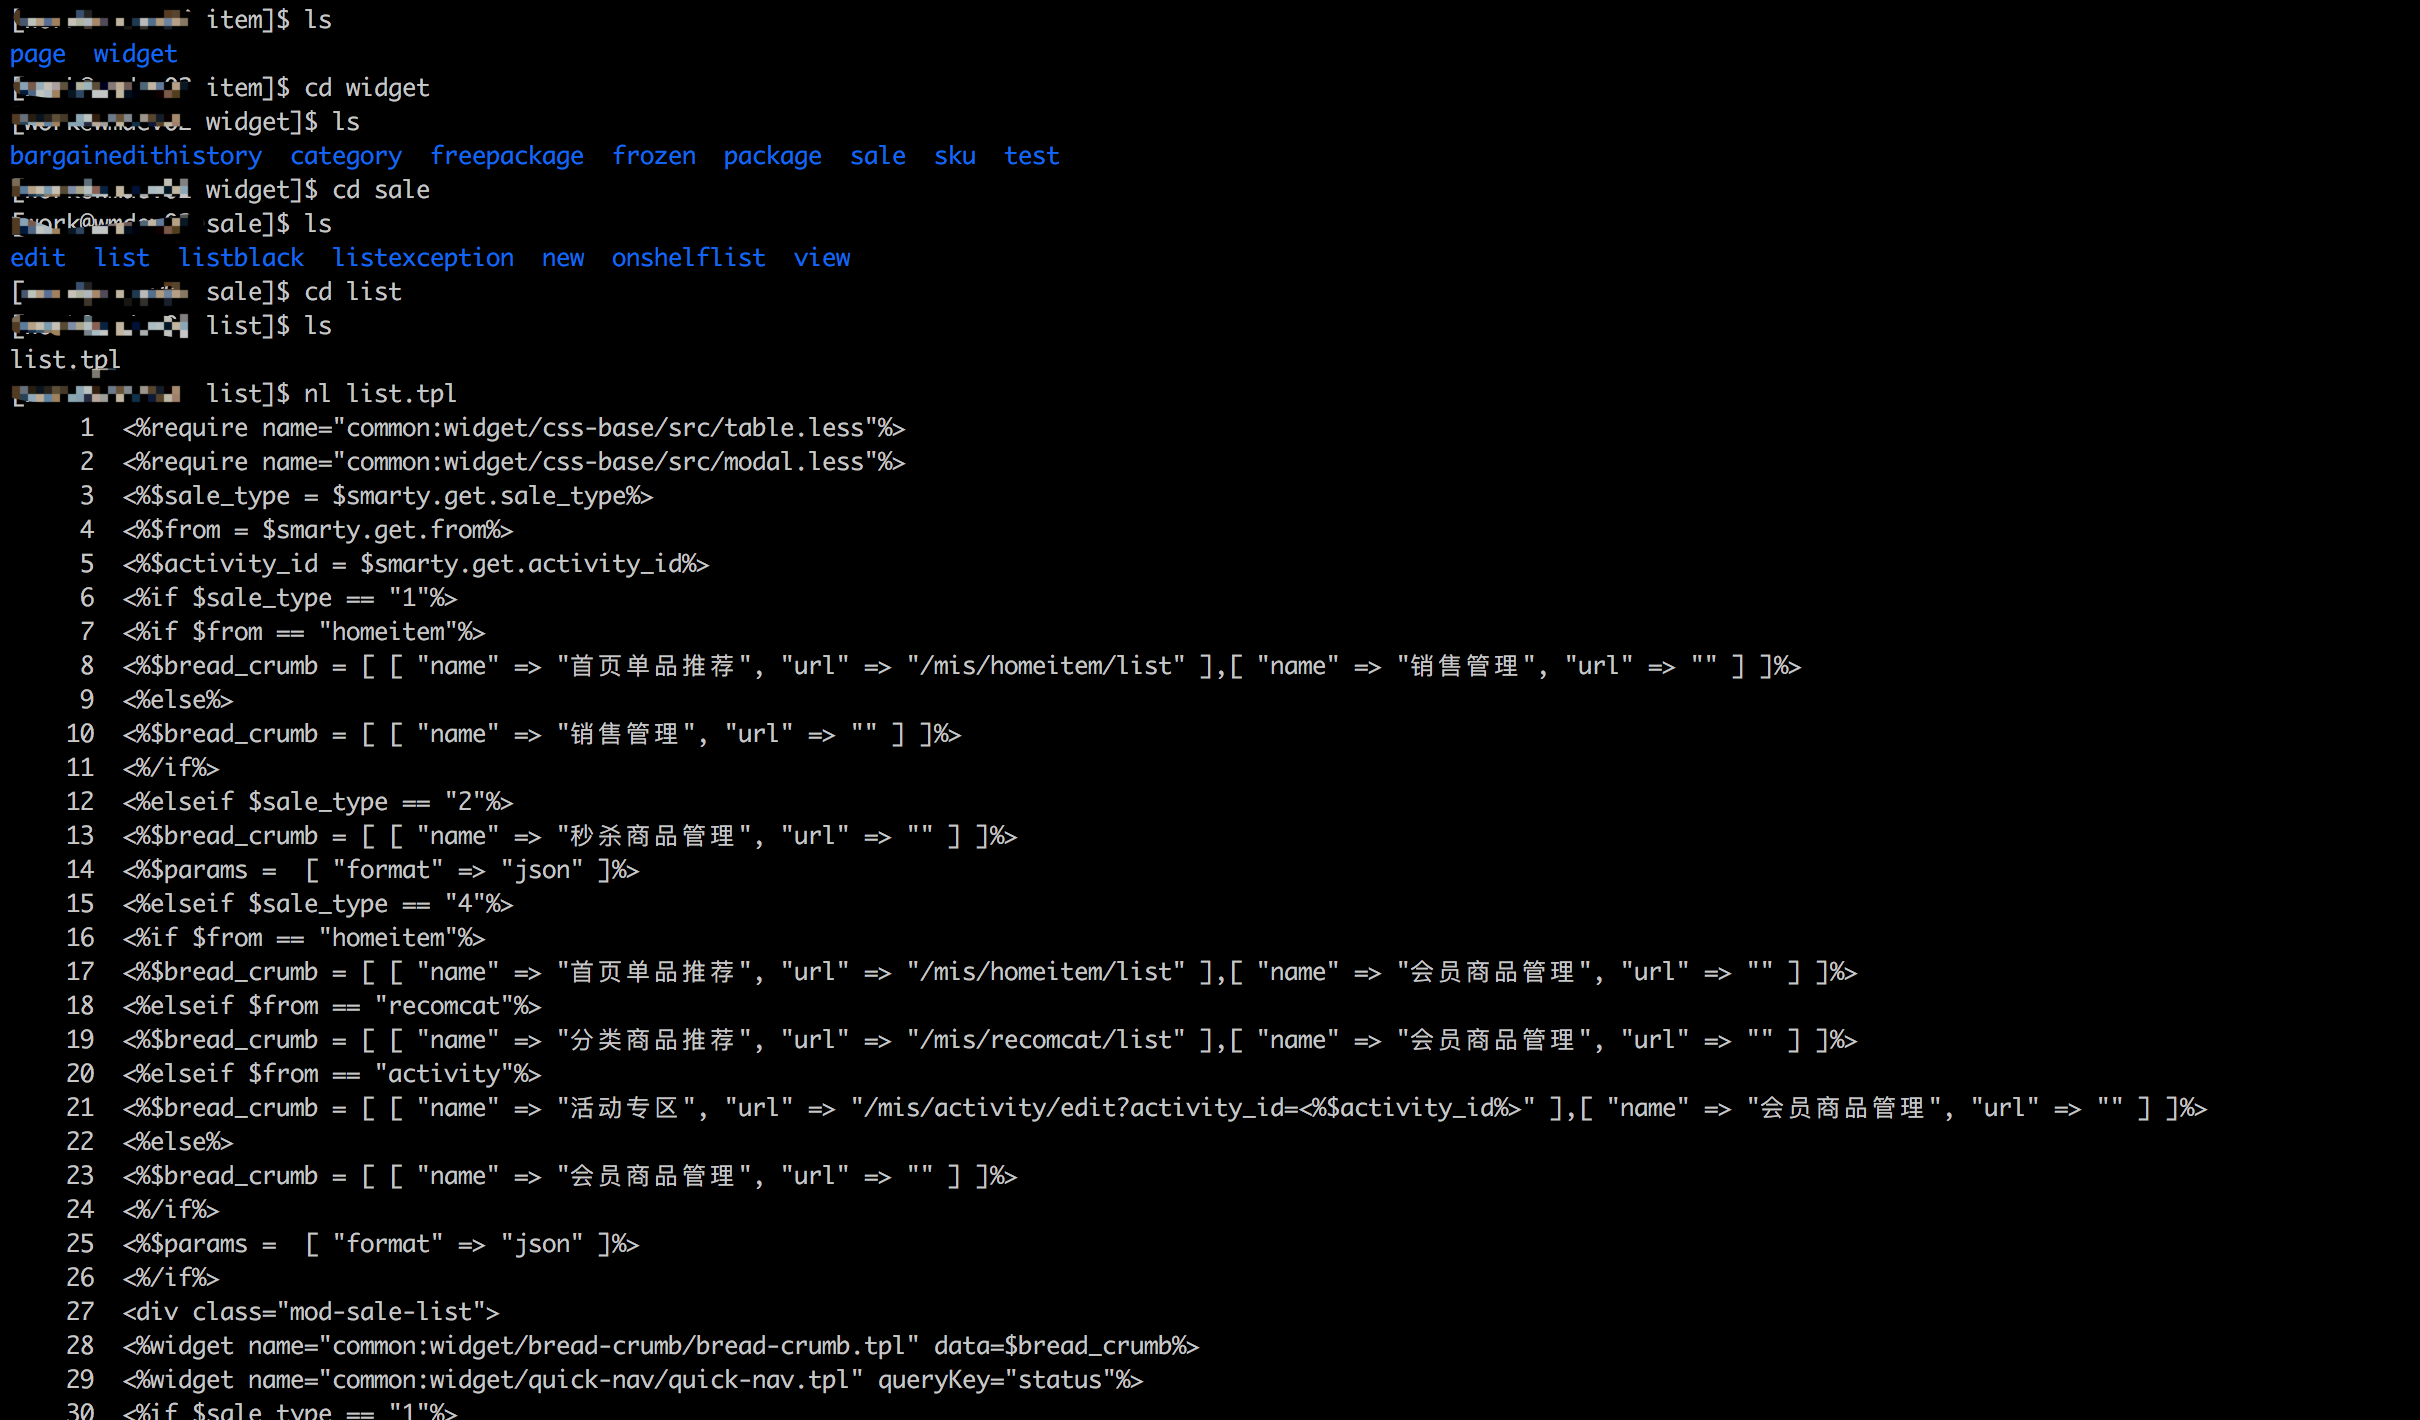 item]$ ls
page  widget
item]$ cd widget
widget]$ ls
bargainedithistory  category  freepackage  frozen  package  sale  sku  test
widget]$ cd sale
sale]$ ls
edit  list  listblack  listexception  new  onshelflist  view
sale]$ cd list
list]$ ls
list.tpl
list]$ nl list.tpl
1  <%require name="common:widget/css-base/src/table.less"%>
2  <%require name="common:widget/css-base/src/modal.less"%>
3  <%$sale_type = $smarty.get.sale_type%>
4  <%$from = $smarty.get.from%>
5  <%$activity_id = $smarty.get.activity_id%>
6  <%if $sale_type == "1"%>
7  <%if $from == "homeitem"%>
8  <%$bread_crumb = [ [ "name" => "首页单品推荐", "url" => "/mis/homeitem/list" ],[ "name" => "销售管理", "url" => "" ] ]%>
9  <%else%>
10  <%$bread_crumb = [ [ "name" => "销售管理", "url" => "" ] ]%>
11  <%/if%>
12  <%elseif $sale_type == "2"%>
13  <%$bread_crumb = [ [ "name" => "秒杀商品管理", "url" => "" ] ]%>
14  <%$params =  [ "format" => "json" ]%>
15  <%elseif $sale_type == "4"%>
16  <%if $from == "homeitem"%>
17  <%$bread_crumb = [ [ "name" => "首页单品推荐", "url" => "/mis/homeitem/list" ],[ "name" => "会员商品管理", "url" => "" ] ]%>
18  <%elseif $from == "recomcat"%>
19  <%$bread_crumb = [ [ "name" => "分类商品推荐", "url" => "/mis/recomcat/list" ],[ "name" => "会员商品管理", "url" => "" ] ]%>
20  <%elseif $from == "activity"%>
21  <%$bread_crumb = [ [ "name" => "活动专区", "url" => "/mis/activity/edit?activity_id=<%$activity_id%>" ],[ "name" => "会员商品管理", "url" => "" ] ]%>
22  <%else%>
23  <%$bread_crumb = [ [ "name" => "会员商品管理", "url" => "" ] ]%>
24  <%/if%>
25  <%$params =  [ "format" => "json" ]%>
26  <%/if%>
27  <div class="mod-sale-list">
28  <%widget name="common:widget/bread-crumb/bread-crumb.tpl" data=$bread_crumb%>
29  <%widget name="common:widget/quick-nav/quick-nav.tpl" queryKey="status"%>
30  <%if $sale_type == "1"%>